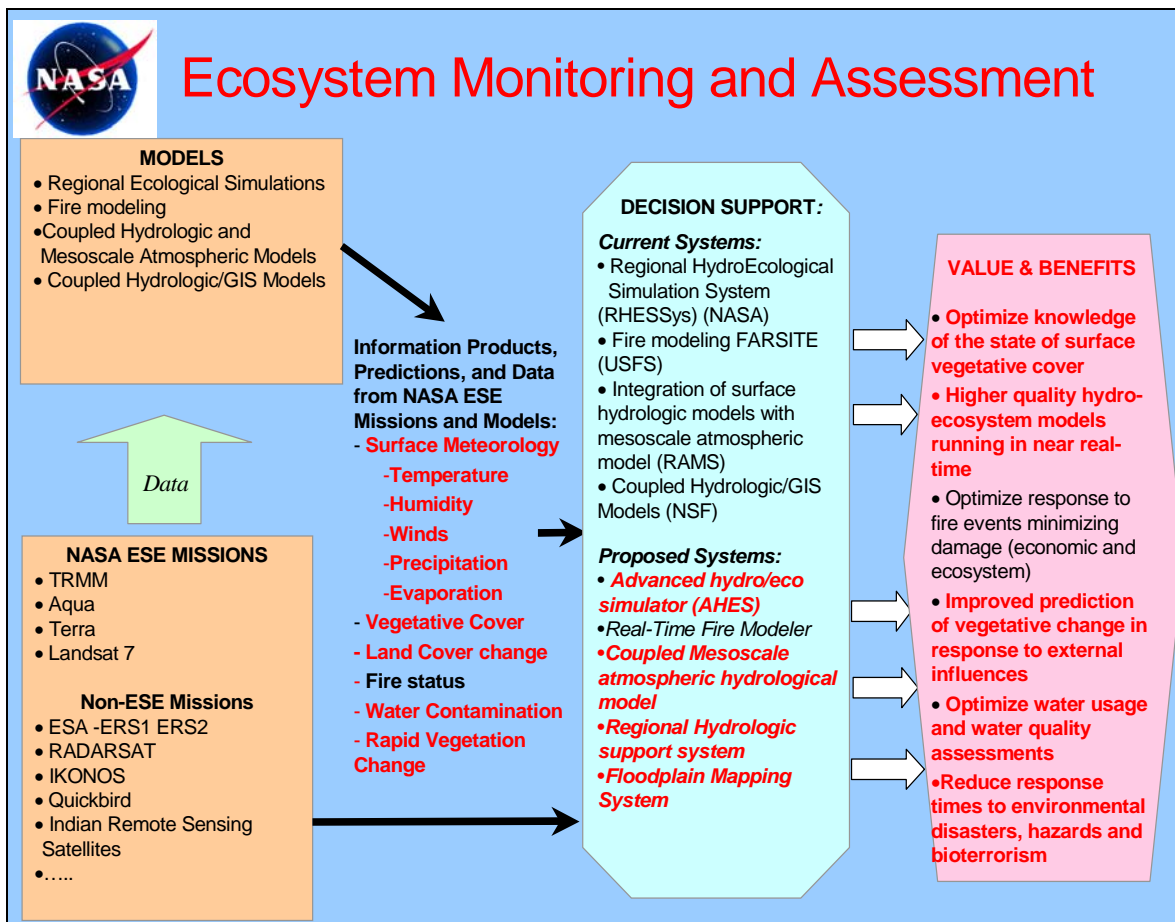 NASA
Ecosystem Monitoring and Assessment
MODELS
• Regional Ecological Simulations
• Fire modeling
•Coupled Hydrologic and
Mesoscale Atmospheric Models
• Coupled Hydrologic/GIS Models
Data
NASA ESE MISSIONS
• TRMM
• Aqua
• Terra
• Landsat 7
Non-ESE Missions
• ESA -ERS1 ERS2
• RADARSAT
• IKONOS
• Quickbird
• Indian Remote Sensing
Satellites
•…..
Information Products,
Predictions, and Data
from NASA ESE
Missions and Models:
- Surface Meteorology
-Temperature
-Humidity
-Winds
-Precipitation
-Evaporation
- Vegetative Cover
- Land Cover change
- Fire status
- Water Contamination
- Rapid Vegetation
Change
DECISION SUPPORT:
Current Systems:
• Regional HydroEcological
Simulation System
(RHESSys) (NASA)
• Fire modeling FARSITE
(USFS)
• Integration of surface
hydrologic models with
mesoscale atmospheric
model (RAMS)
• Coupled Hydrologic/GIS
Models (NSF)
Proposed Systems:
• Advanced hydro/eco
simulator (AHES)
•Real-Time Fire Modeler
•Coupled Mesoscale
atmospheric hydrological
model
•Regional Hydrologic
support system
•Floodplain Mapping
System
VALUE & BENEFITS
• Optimize knowledge
of the state of surface
vegetative cover
• Higher quality hydro-
ecosystem models
running in near real-
time
• Optimize response to
fire events minimizing
damage (economic and
ecosystem)
• Improved prediction
of vegetative change in
response to external
influences
• Optimize water usage
and water quality
assessments
•Reduce response
times to environmental
disasters, hazards and
bioterrorism